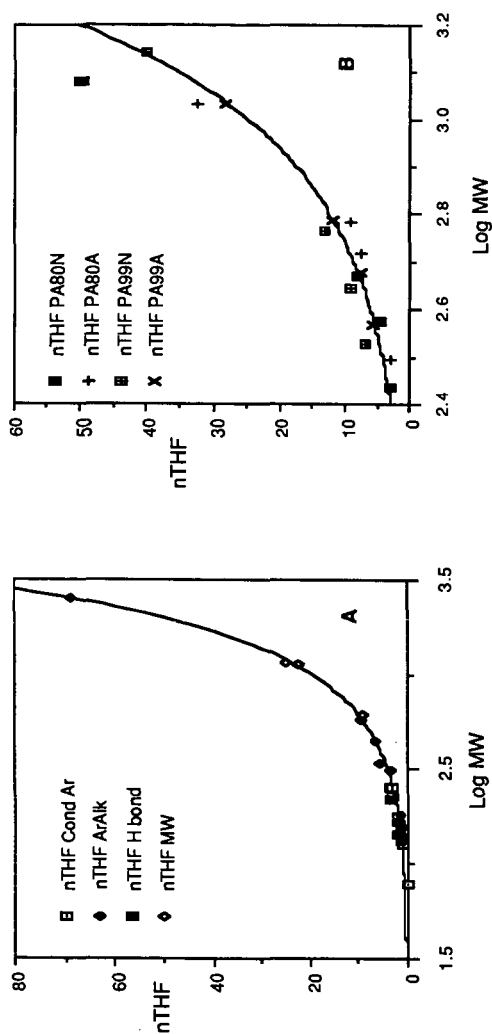 80
60
40
20
0
nTHF
nTHF Cond Ar
nTHF ArAlk
nTHF H bond
nTHF MW
A
1.5
2.5
3.5
Log MW
60
50
40
30
20
10
0
nTHF
nTHF PA80N
nTHF PA80A
nTHF PA99N
nTHF PA99A
B
2.4
2.6
2.8
3.0
3.2
Log MW